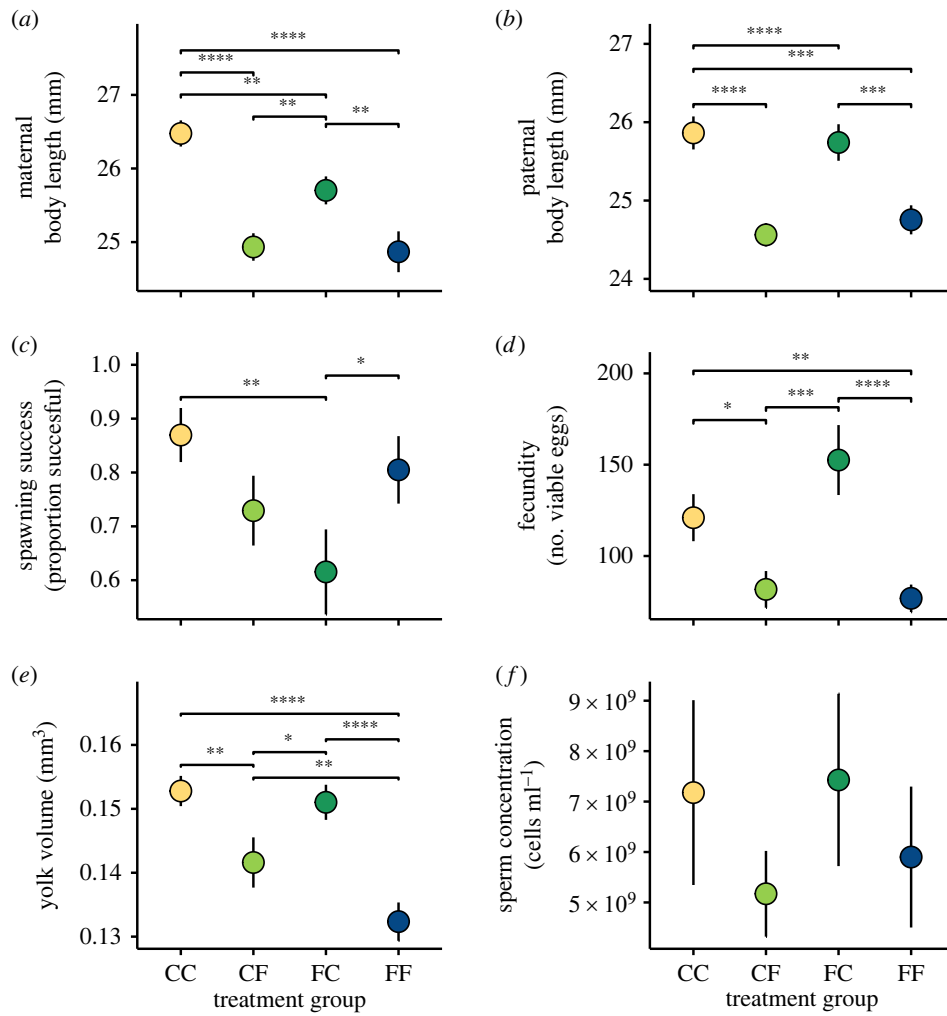 (a)
maternal
body length (mm)
27
26
25
****
****
**
**
**
(b)
paternal
body length (mm)
27
26
25
24
****
***
****
***
(c)
spawning success
(proportion succesful)
1.0
0.9
0.8
0.7
0.6
*
**
(d)
fecundity
(no. viable eggs)
200
150
100
**
***
****
*
(e)
yolk volume (mm³)
0.16
0.15
0.14
0.13
****
****
*
**
**
CC CF FC FF
treatment group
(f)
sperm concentration
(cells ml⁻¹)
9 × 10⁹
8 × 10⁹
7 × 10⁹
6 × 10⁹
5 × 10⁹
CC CF FC FF
treatment group